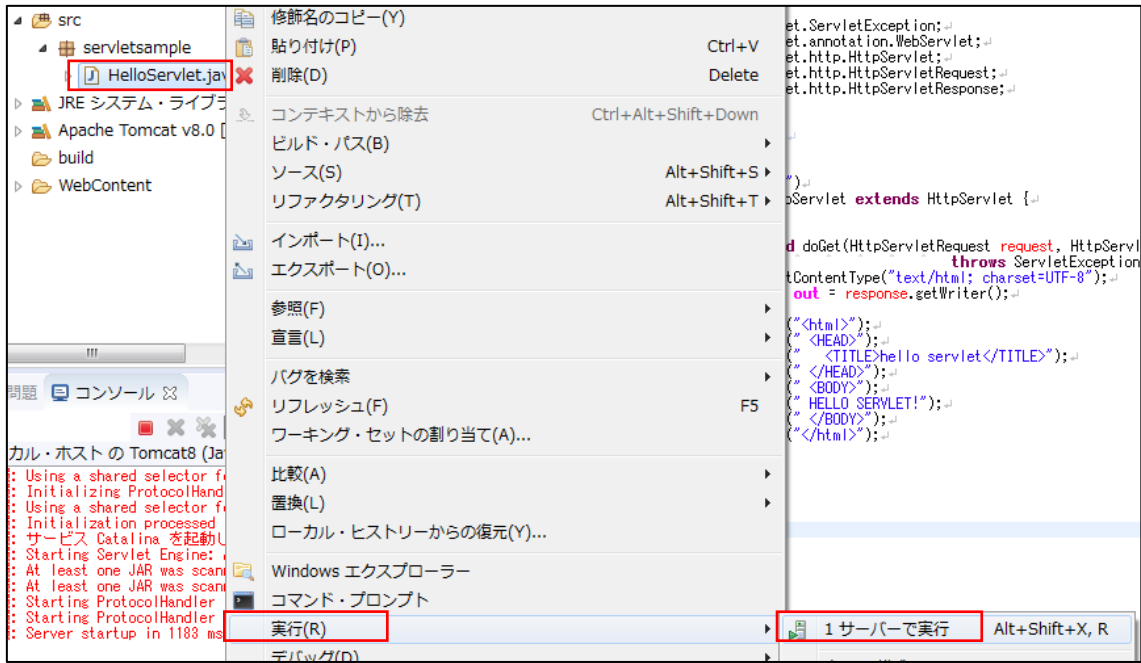 src
servletsample
HelloServlet.jav
JRE システム・ライブラ
Apache Tomcat v8.0 [
build
WebContent
問題 コンソール
カル・ホスト の Tomcat8 (Ja
: Using a shared selector f
: Initializing ProtocolHand
: Using a shared selector f
: Initialization processed
: サービス Catalina を起動し
: Starting Servlet Engine:
: At least one JAR was scan
: At least one JAR was scan
: Starting ProtocolHandler
: Starting ProtocolHandler
: Server startup in 1183 ms
修飾名のコピー(Y)
貼り付け(P) Ctrl+V
削除(D) Delete
コンテキストから除去 Ctrl+Alt+Shift+Down
ビルド・パス(B)
ソース(S) Alt+Shift+S
リファクタリング(T) Alt+Shift+T
インポート(I)...
エクスポート(O)...
参照(F)
宣言(L)
バグを検索
リフレッシュ(F) F5
ワーキング・セットの割り当て(A)...
比較(A)
置換(L)
ローカル・ヒストリーからの復元(Y)...
Windows エクスプローラー
コマンド・プロンプト
実行(R)
デバッグ(D)
1 サーバーで実行 Alt+Shift+X, R
et.ServletException;
et.annotation.WebServlet;
et.http.HttpServlet;
et.http.HttpServletRequest;
et.http.HttpServletResponse;
")
oServlet extends HttpServlet {
d doGet(HttpServletRequest request, HttpServl
throws ServletException
tContentType("text/html; charset=UTF-8");
out = response.getWriter();
("<html>");
(" <HEAD>");
("   <TITLE>hello servlet</TITLE>");
(" </HEAD>");
(" <BODY>");
(" HELLO SERVLET!");
(" </BODY>");
("</html>");